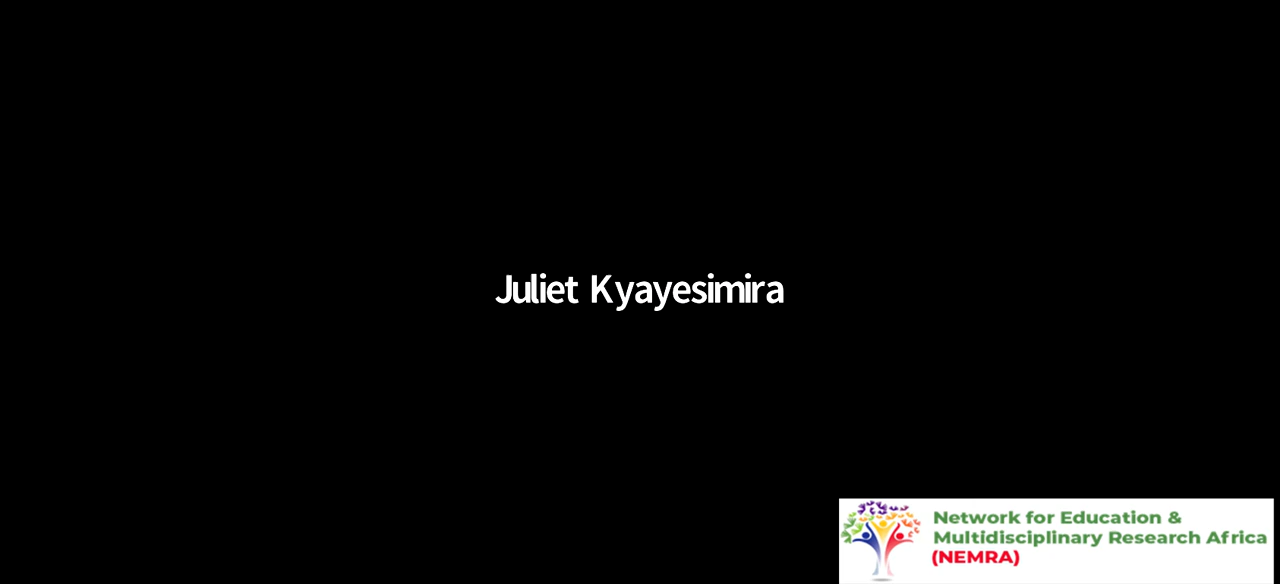 Juliet Kyayesimira
Network for Education &
Multidisciplinary Research Africa
(NEMRA)